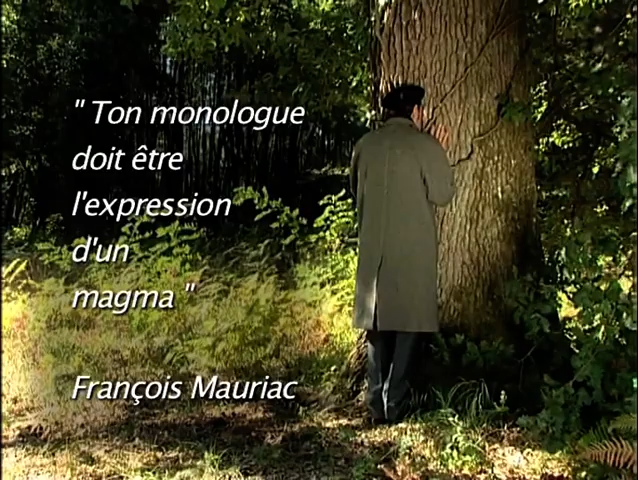 " Ton monologue
doit être
l'expression
d'un
magma "
François Mauriac